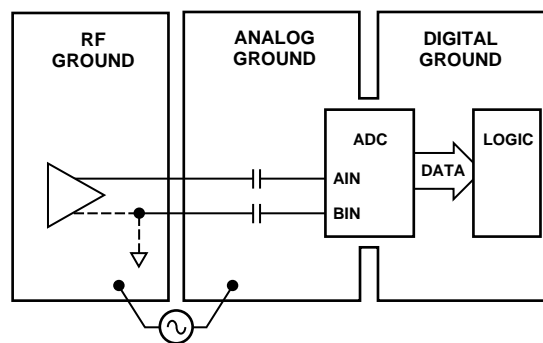 RF
GROUND
ANALOG
GROUND
DIGITAL
GROUND
ADC
LOGIC
AIN
DATA
BIN